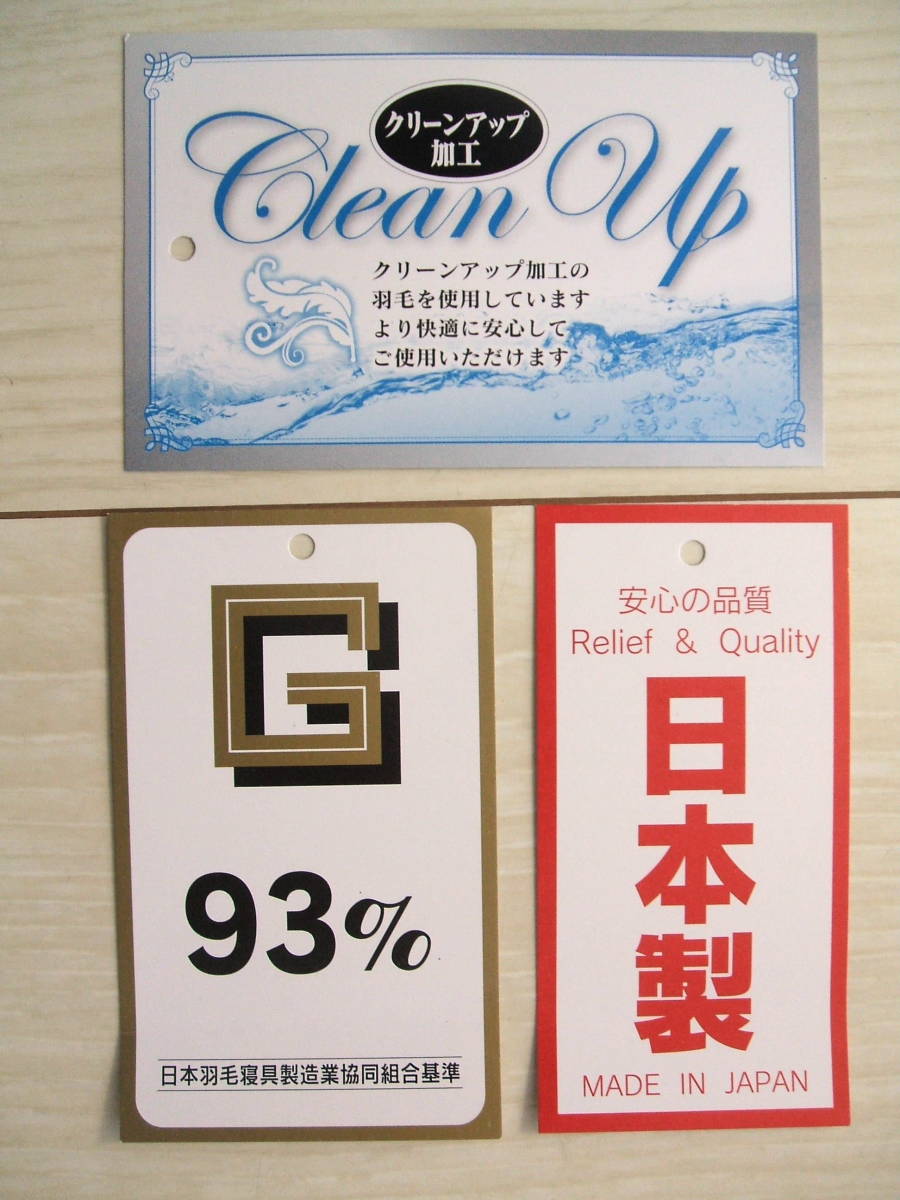 クリーンアップ
加工
Clean Up
クリーンアップ加工の
羽毛を使用しています
より快適に安心して
ご使用いただけます
G
93%
日本羽毛寝具製造業協同組合基準
安心の品質
Relief & Quality
日本製
MADE IN JAPAN